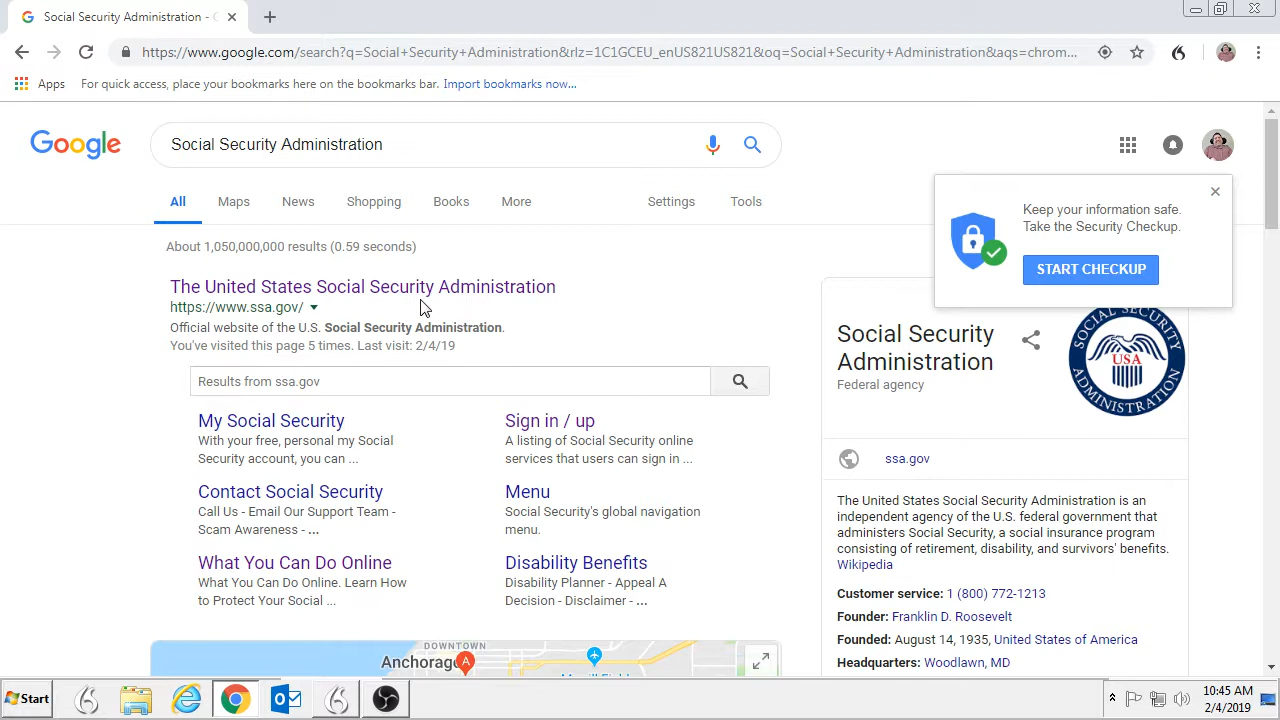 Social Security Administration - G
https://www.google.com/search?q=Social+Security+Administration&rlz=1C1GCEU_enUS821US821&oq=Social+Security+Administration&aqs=chrom...
Apps
For quick access, place your bookmarks here on the bookmarks bar. Import bookmarks now...
Google
Social Security Administration
All
Maps
News
Shopping
Books
More
Settings
Tools
Keep your information safe.
Take the Security Checkup.
START CHECKUP
About 1,050,000,000 results (0.59 seconds)
The United States Social Security Administration
https://www.ssa.gov/
Official website of the U.S. Social Security Administration.
You've visited this page 5 times. Last visit: 2/4/19
Results from ssa.gov
My Social Security
With your free, personal my Social
Security account, you can ...
Sign in / up
A listing of Social Security online
services that users can sign in ...
Contact Social Security
Call Us - Email Our Support Team -
Scam Awareness - ...
Menu
Social Security's global navigation
menu.
What You Can Do Online
What You Can Do Online. Learn How
to Protect Your Social ...
Disability Benefits
Disability Planner - Appeal A
Decision - Disclaimer - ...
DOWNTOWN
Anchorage
A
Social Security
Administration
Federal agency
SOCIAL SECURITY
USA
ADMINISTRATION
ssa.gov
The United States Social Security Administration is an
independent agency of the U.S. federal government that
administers Social Security, a social insurance program
consisting of retirement, disability, and survivors' benefits.
Wikipedia
Customer service: 1 (800) 772-1213
Founder: Franklin D. Roosevelt
Founded: August 14, 1935, United States of America
Headquarters: Woodlawn, MD
Start
10:45 AM
2/4/2019